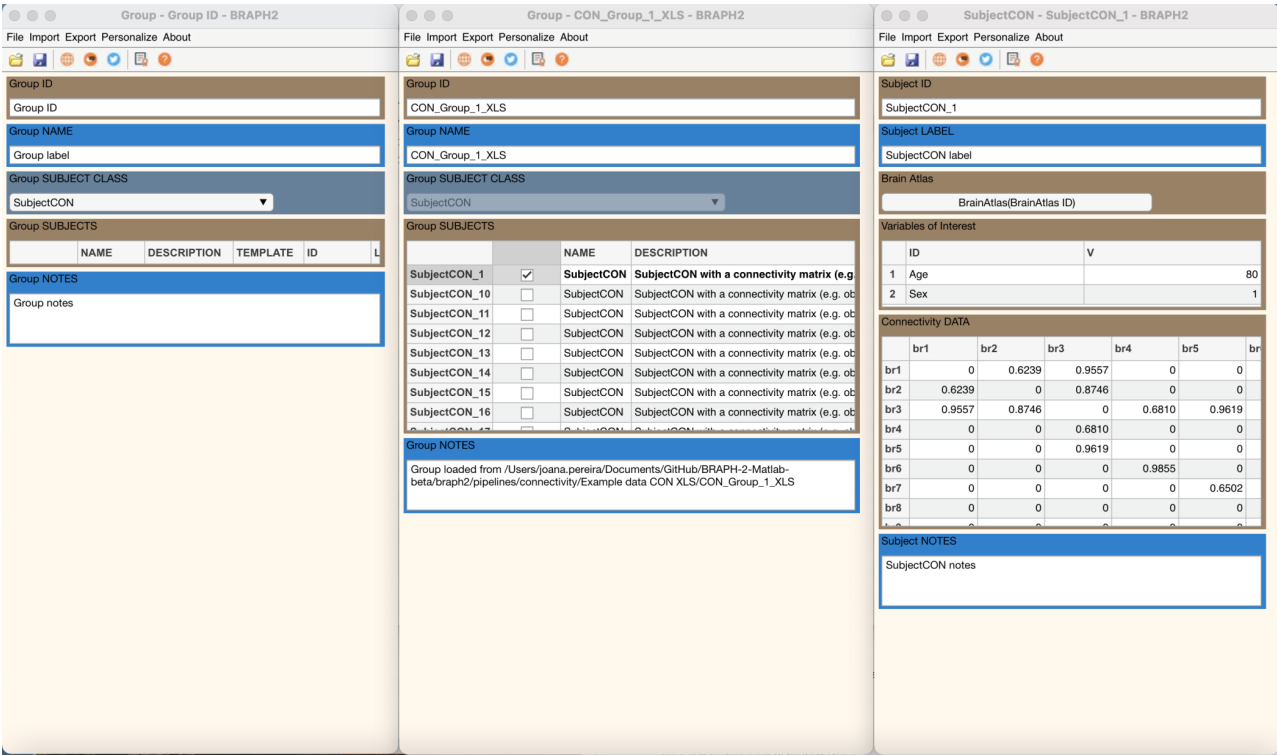 Group - Group ID - BRAPH2
File Import Export Personalize About
Group ID
Group ID
Group NAME
Group label
Group SUBJECT CLASS
SubjectCON
Group SUBJECTS
NAME DESCRIPTION TEMPLATE ID L
Group NOTES
Group notes
Group - CON_Group_1_XLS - BRAPH2
File Import Export Personalize About
Group ID
CON_Group_1_XLS
Group NAME
CON_Group_1_XLS
Group SUBJECT CLASS
SubjectCON
Group SUBJECTS
NAME DESCRIPTION
SubjectCON_1 SubjectCON SubjectCON with a connectivity matrix (e.g.
SubjectCON_10 SubjectCON SubjectCON with a connectivity matrix (e.g. ob
SubjectCON_11 SubjectCON SubjectCON with a connectivity matrix (e.g. ob
SubjectCON_12 SubjectCON SubjectCON with a connectivity matrix (e.g. ob
SubjectCON_13 SubjectCON SubjectCON with a connectivity matrix (e.g. ob
SubjectCON_14 SubjectCON SubjectCON with a connectivity matrix (e.g. ob
SubjectCON_15 SubjectCON SubjectCON with a connectivity matrix (e.g. ob
SubjectCON_16 SubjectCON SubjectCON with a connectivity matrix (e.g. ob
Group NOTES
Group loaded from /Users/joana.pereira/Documents/GitHub/BRAPH-2-Matlab-
beta/braph2/pipelines/connectivity/Example data CON XLS/CON_Group_1_XLS
SubjectCON - SubjectCON_1 - BRAPH2
File Import Export Personalize About
Subject ID
SubjectCON_1
Subject LABEL
SubjectCON label
Brain Atlas
BrainAtlas(BrainAtlas ID)
Variables of Interest
ID V
1 Age 80
2 Sex 1
Connectivity DATA
br1 br2 br3 br4 br5 br
br1 0 0.6239 0.9557 0 0
br2 0.6239 0 0.8746 0 0
br3 0.9557 0.8746 0 0.6810 0.9619
br4 0 0 0.6810 0 0
br5 0 0 0.9619 0 0
br6 0 0 0 0.9855 0
br7 0 0 0 0 0.6502
br8 0 0 0 0 0
Subject NOTES
SubjectCON notes